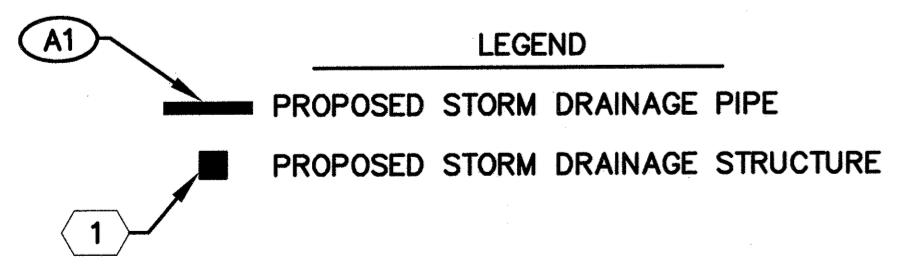 A1
LEGEND
PROPOSED STORM DRAINAGE PIPE
PROPOSED STORM DRAINAGE STRUCTURE
1